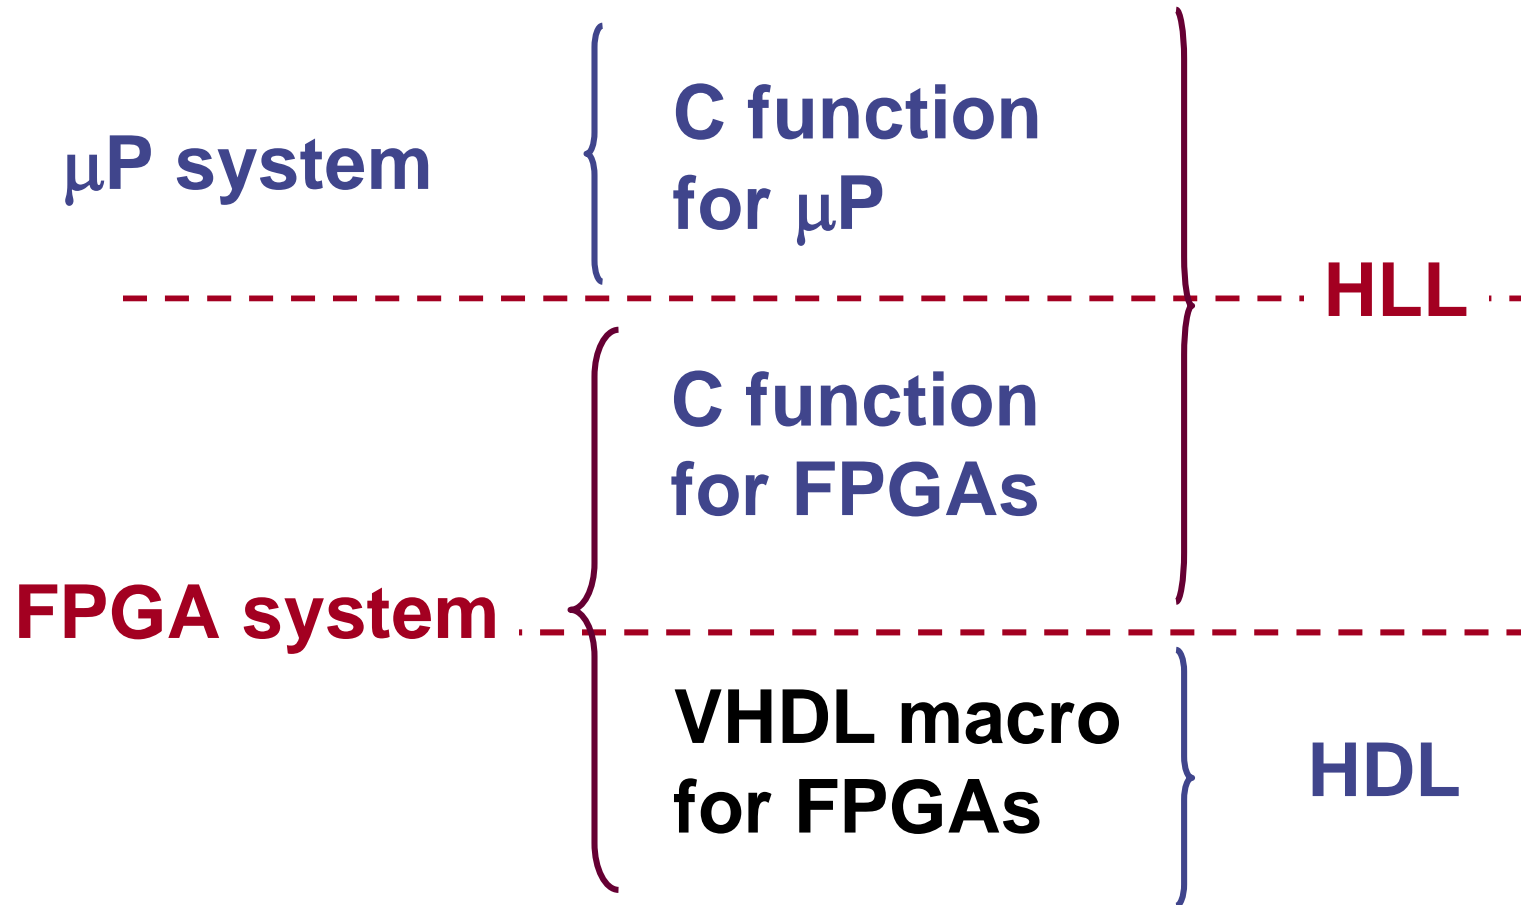 μP system
C function
for μP
HLL
C function
for FPGAs
FPGA system
VHDL macro
for FPGAs
HDL